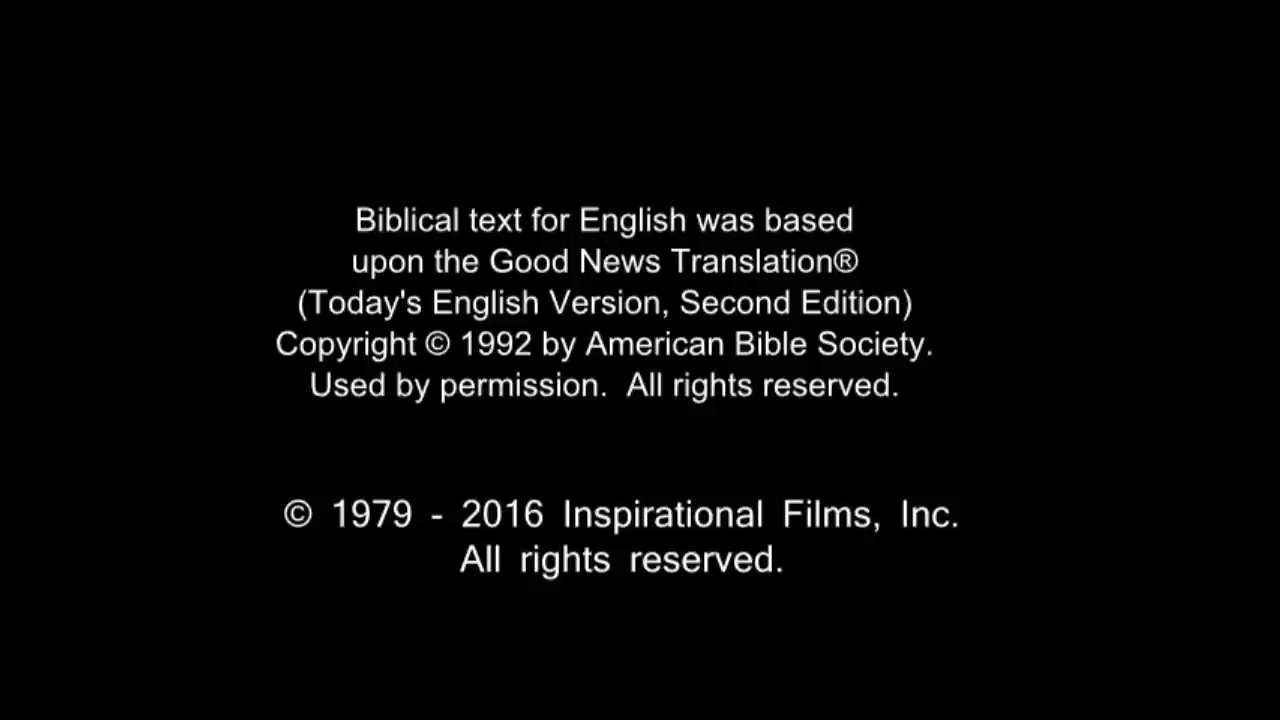 Biblical text for English was based
upon the Good News Translation®
(Today's English Version, Second Edition)
Copyright © 1992 by American Bible Society.
Used by permission.  All rights reserved.
© 1979 - 2016 Inspirational Films, Inc.
All rights reserved.